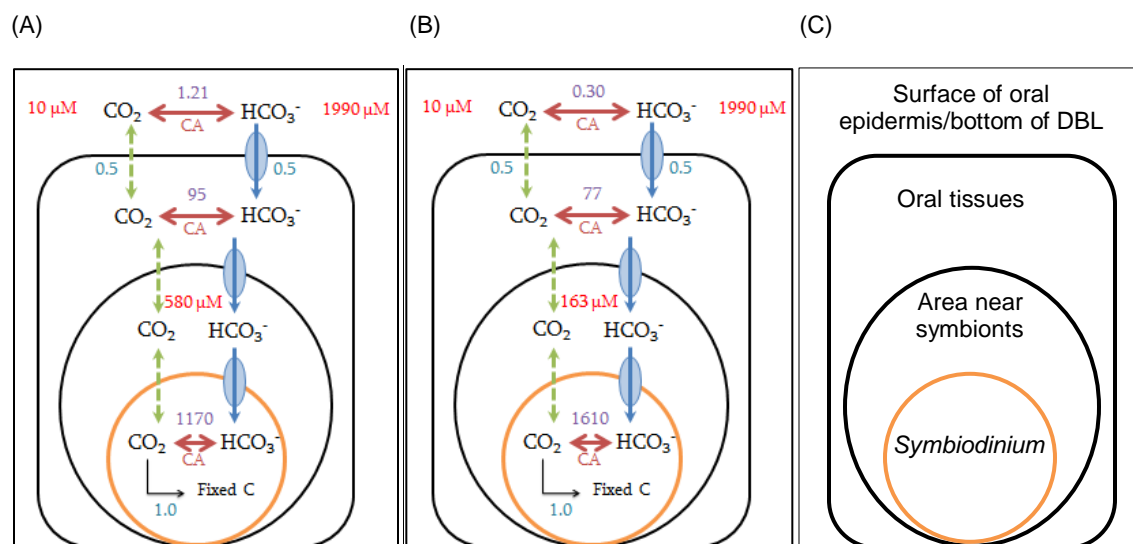 (A)
(B)
(C)
1.21
10 µM CO₂ HCO₃⁻ 1990 µM
CA
0.5 0.5
95
CO₂ HCO₃⁻
CA
580 µM
CO₂ HCO₃⁻
1170
CO₂ HCO₃⁻
CA
Fixed C
1.0
0.30
10 µM CO₂ HCO₃⁻ 1990 µM
CA
0.5 0.5
77
CO₂ HCO₃⁻
CA
163 µM
CO₂ HCO₃⁻
1610
CO₂ HCO₃⁻
CA
Fixed C
1.0
Surface of oral
epidermis/bottom of DBL
Oral tissues
Area near
symbionts
Symbiodinium